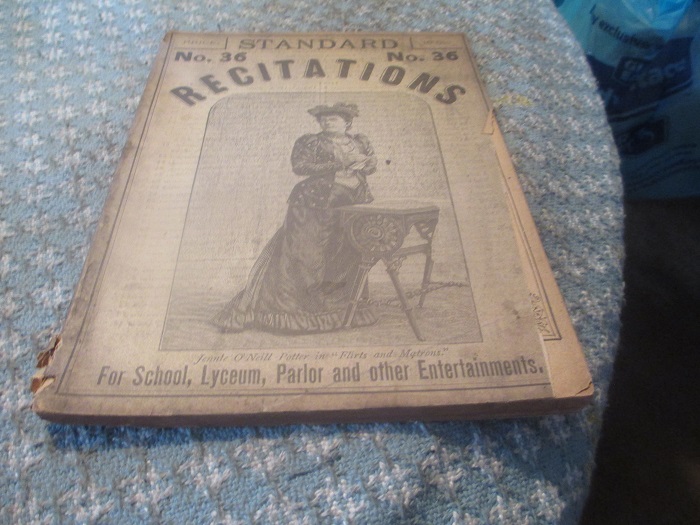 STANDARD
No. 36 No. 36
RECITATIONS
Jennie O'Neill Potter in "Flirts and Matrons."
For School, Lyceum, Parlor and other Entertainments.